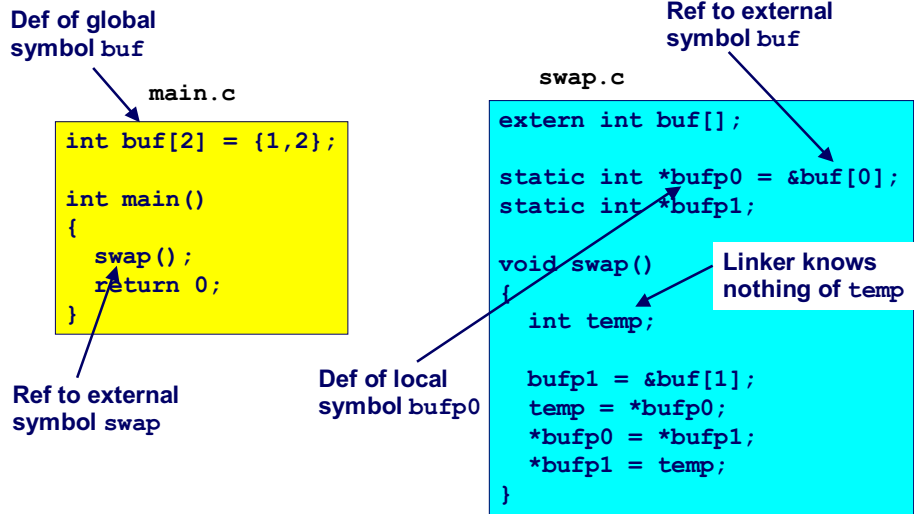 Def of global
symbol buf
Ref to external
symbol buf
main.c
swap.c
int buf[2] = {1,2};
int main()
{
swap();
return 0;
}
extern int buf[];
static int *bufp0 = &buf[0];
static int *bufp1;
void swap()
{
int temp;
bufp1 = &buf[1];
temp = *bufp0;
*bufp0 = *bufp1;
*bufp1 = temp;
}
Linker knows
nothing of temp
Ref to external
symbol swap
Def of local
symbol bufp0